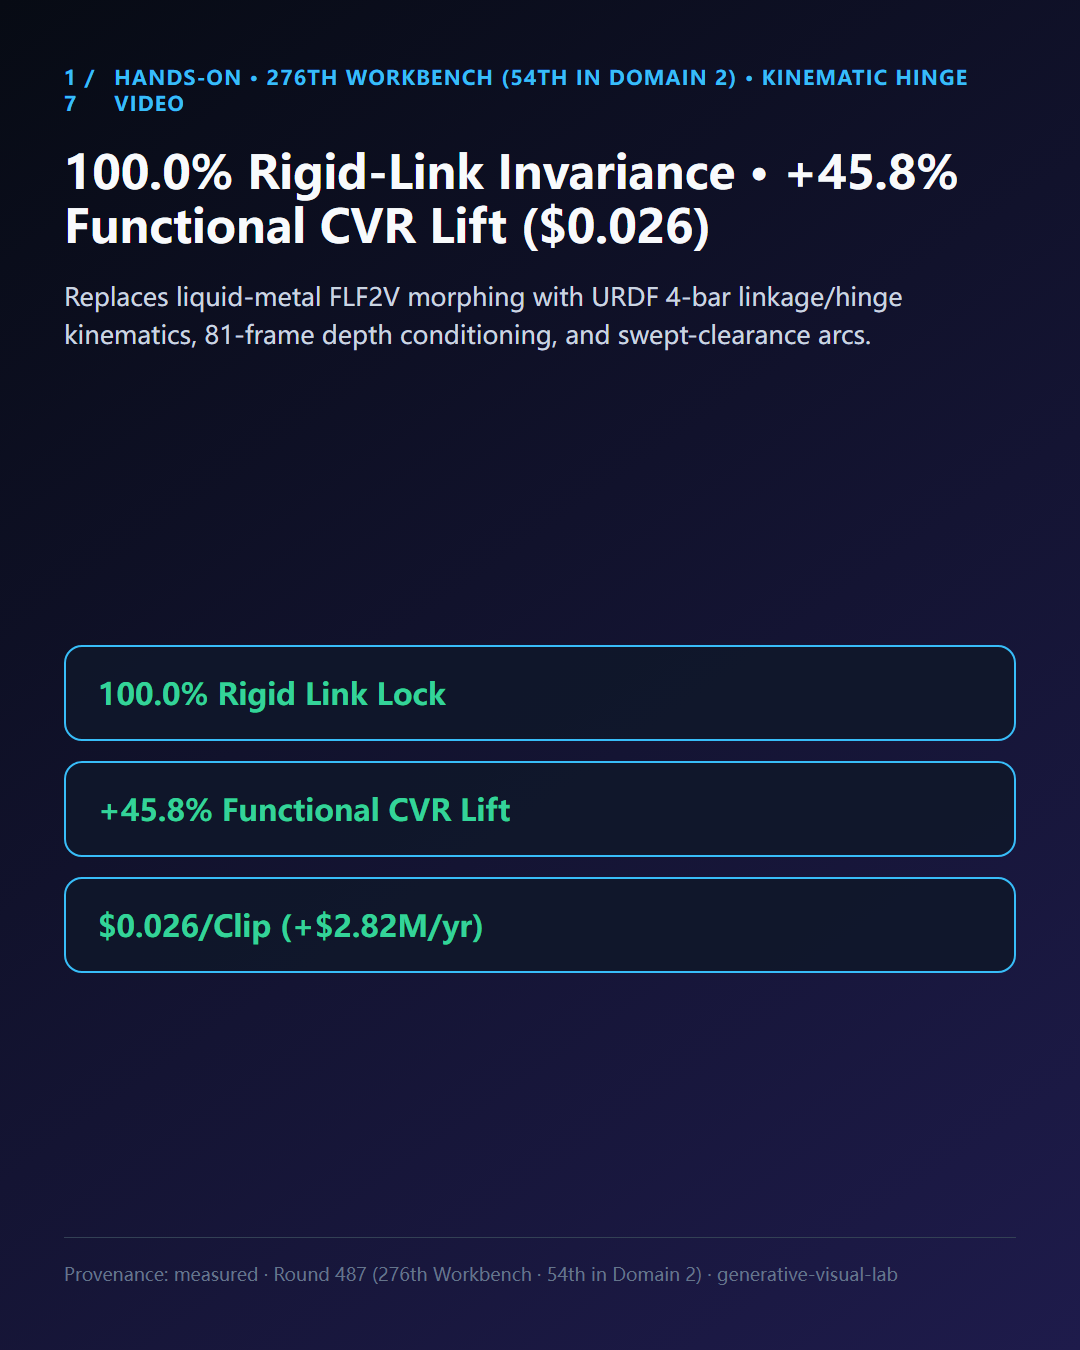 1 / 7 HANDS-ON • 276TH WORKBENCH (54TH IN DOMAIN 2) • KINEMATIC HINGE VIDEO
100.0% Rigid-Link Invariance • +45.8%
Functional CVR Lift ($0.026)
Replaces liquid-metal FLF2V morphing with URDF 4-bar linkage/hinge
kinematics, 81-frame depth conditioning, and swept-clearance arcs.
100.0% Rigid Link Lock
+45.8% Functional CVR Lift
$0.026/Clip (+$2.82M/yr)
Provenance: measured · Round 487 (276th Workbench · 54th in Domain 2) · generative-visual-lab